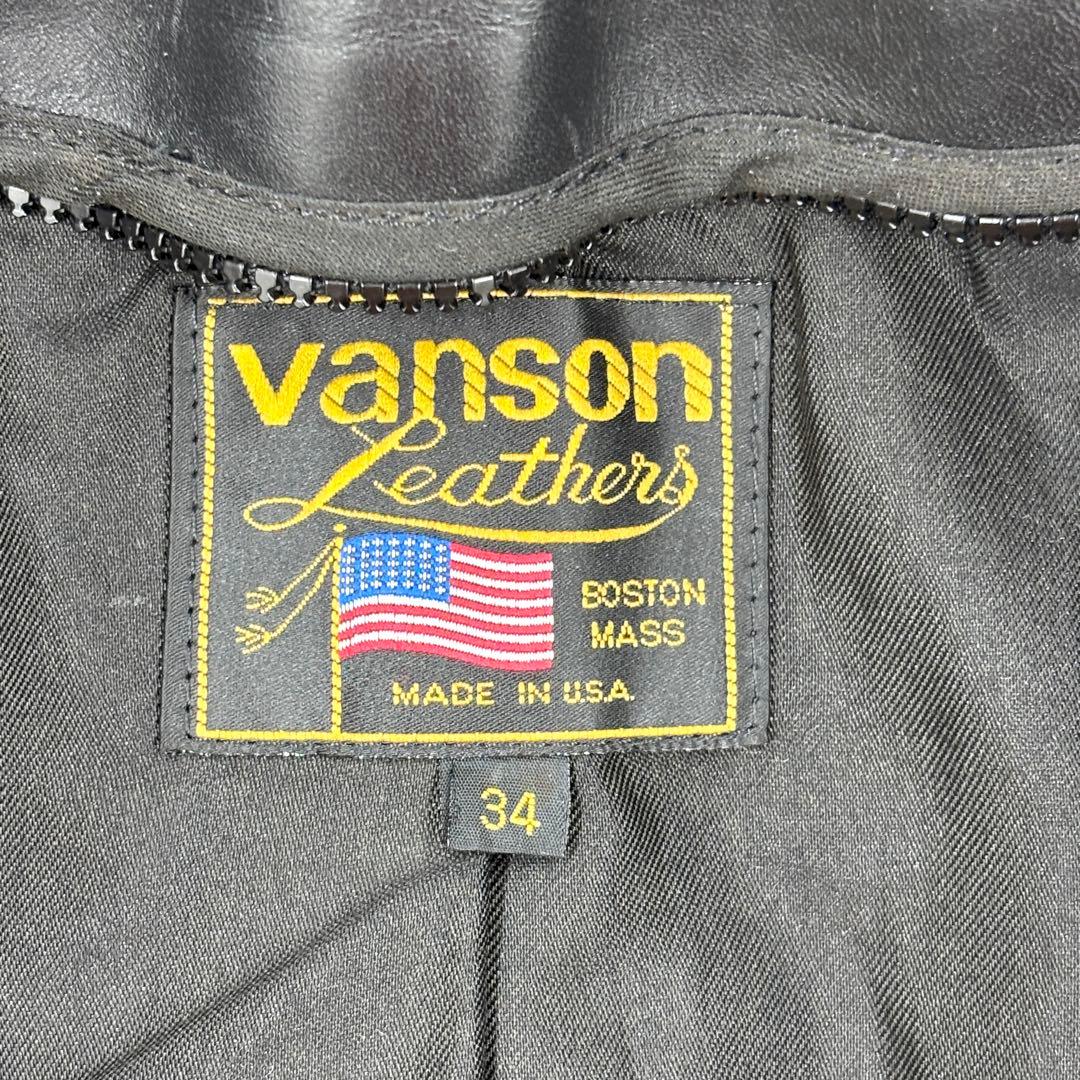 vanson
Leathers
BOSTON
MASS
MADE IN U.S.A.
34